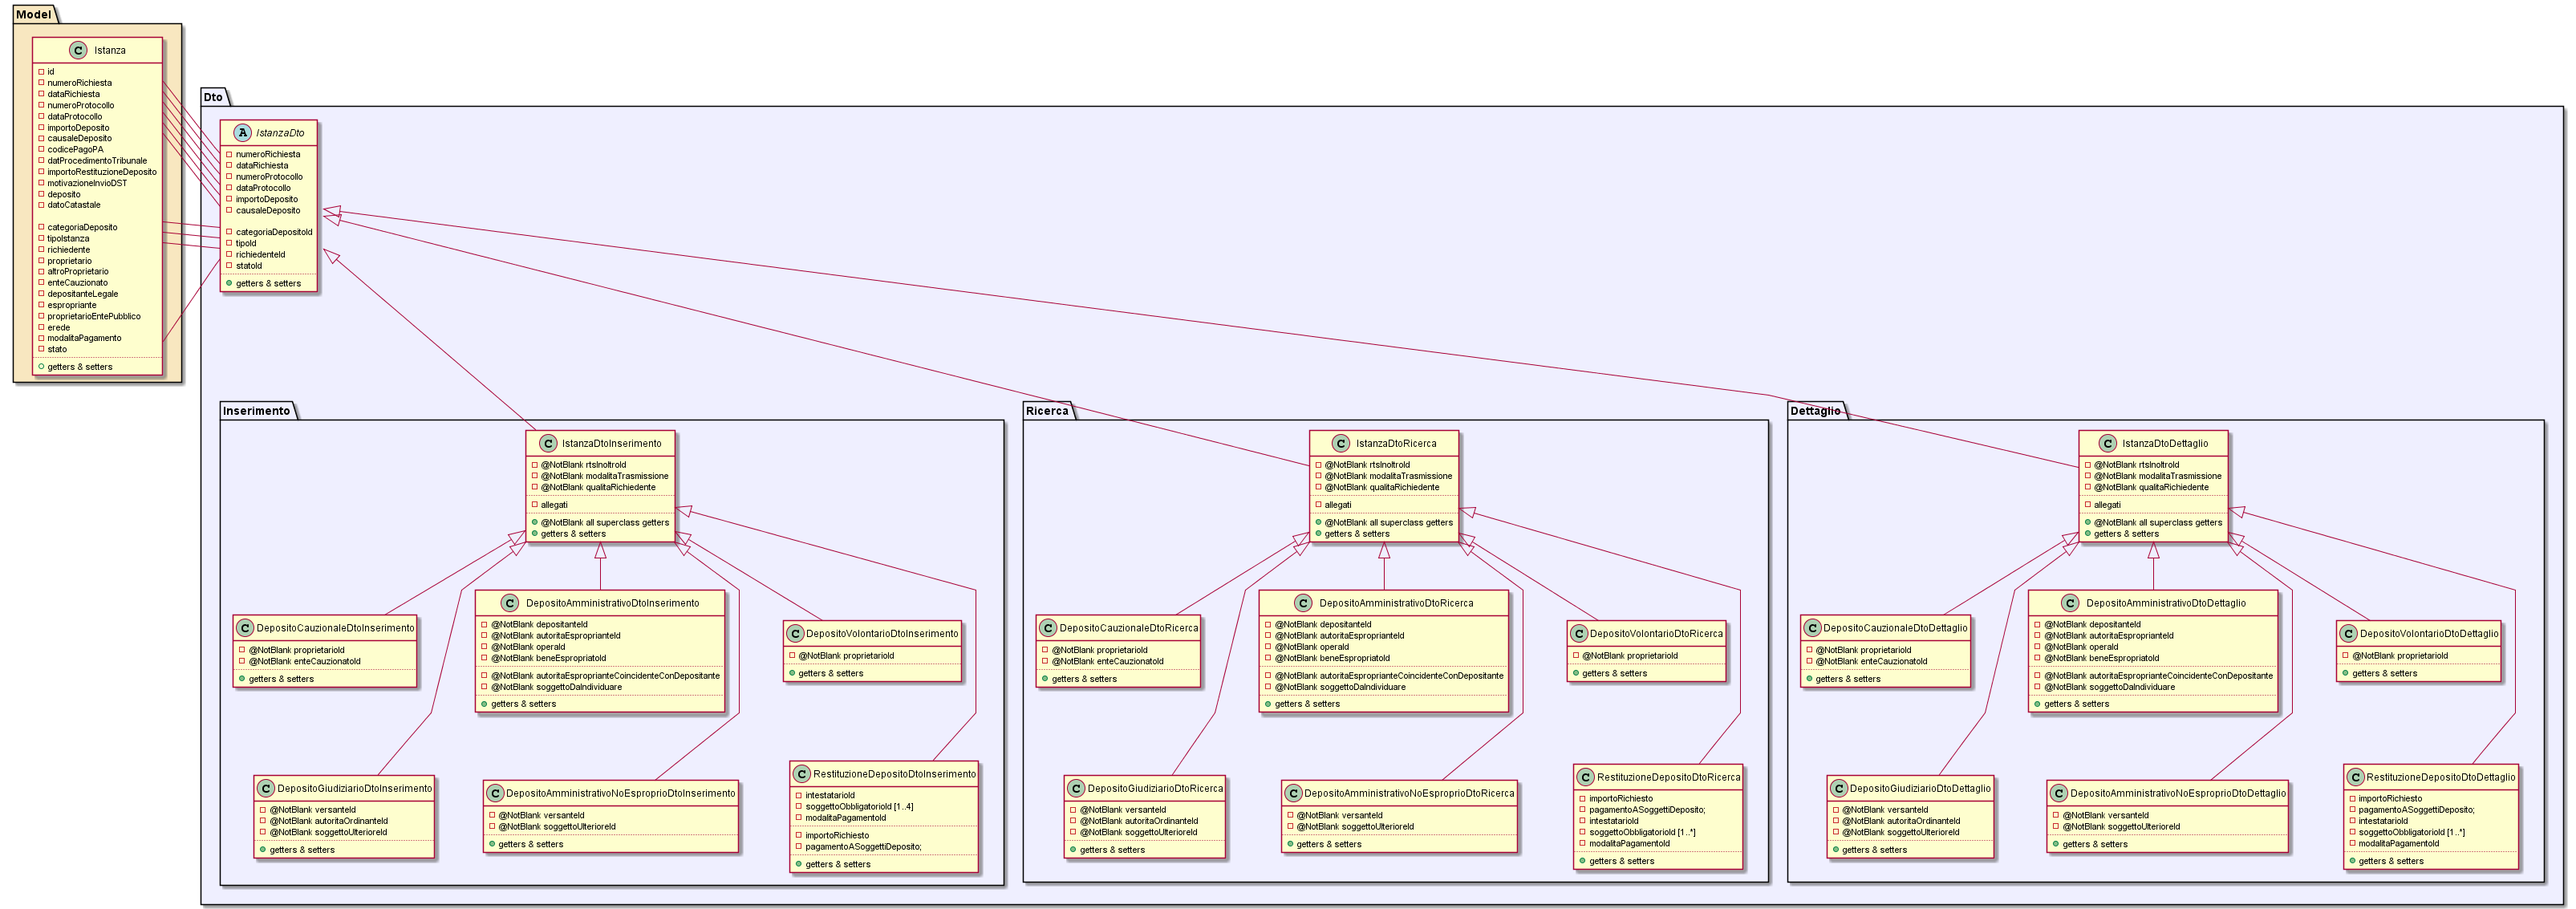 Model
C Istanza
id
numeroRichiesta
dataRichiesta
numeroProtocollo
dataProtocollo
importoDeposito
causaleDeposito
codicePagoPA
datProcedimentoTribunale
importoRestituzioneDeposito
motivazioneInvioDST
deposito
datoCatastale
categoriaDeposito
tipoIstanza
richiedente
proprietario
altroProprietario
enteCauzionato
depositanteLegale
espropriante
proprietarioEntePubblico
erede
modalitaPagamento
stato
getters & setters
Dto
A IstanzaDto
numeroRichiesta
dataRichiesta
numeroProtocollo
dataProtocollo
importoDeposito
causaleDeposito
categoriaDepositoId
tipoId
richiedenteId
statoId
getters & setters
Inserimento
C IstanzaDtoInserimento
@NotBlank rtsInoltroId
@NotBlank modalitaTrasmissione
@NotBlank qualitaRichiedente
allegati
@NotBlank all superclass getters
getters & setters
C DepositoCauzionaleDtoInserimento
@NotBlank proprietarioId
@NotBlank enteCauzionatoId
getters & setters
C DepositoAmministrativoDtoInserimento
@NotBlank depositanteId
@NotBlank autoritaEsproprianteId
@NotBlank operaId
@NotBlank beneEspropriatoId
@NotBlank autoritaEsproprianteCoincidenteConDepositante
@NotBlank soggettoDaIndividuare
getters & setters
C DepositoVolontarioDtoInserimento
@NotBlank proprietarioId
getters & setters
C DepositoGiudiziarioDtoInserimento
@NotBlank versanteId
@NotBlank autoritaOrdinanteId
@NotBlank soggettoUlterioreId
getters & setters
C DepositoAmministrativoNoEsproprioDtoInserimento
@NotBlank versanteId
@NotBlank soggettoUlterioreId
getters & setters
C RestituzioneDepositoDtoInserimento
intestatarioId
soggettoObbligatorioId [1..4]
modalitaPagamentoId
importoRichiesto
pagamentoASoggettiDeposito;
getters & setters
Ricerca
C IstanzaDtoRicerca
@NotBlank rtsInoltroId
@NotBlank modalitaTrasmissione
@NotBlank qualitaRichiedente
allegati
@NotBlank all superclass getters
getters & setters
C DepositoCauzionaleDtoRicerca
@NotBlank proprietarioId
@NotBlank enteCauzionatoId
getters & setters
C DepositoAmministrativoDtoRicerca
@NotBlank depositanteId
@NotBlank autoritaEsproprianteId
@NotBlank operaId
@NotBlank beneEspropriatoId
@NotBlank autoritaEsproprianteCoincidenteConDepositante
@NotBlank soggettoDaIndividuare
getters & setters
C DepositoVolontarioDtoRicerca
@NotBlank proprietarioId
getters & setters
C DepositoGiudiziarioDtoRicerca
@NotBlank versanteId
@NotBlank autoritaOrdinanteId
@NotBlank soggettoUlterioreId
getters & setters
C DepositoAmministrativoNoEsproprioDtoRicerca
@NotBlank versanteId
@NotBlank soggettoUlterioreId
getters & setters
C RestituzioneDepositoDtoRicerca
importoRichiesto
pagamentoASoggettiDeposito;
intestatarioId
soggettoObbligatorioId [1..*]
modalitaPagamentoId
getters & setters
Dettaglio
C IstanzaDtoDettaglio
@NotBlank rtsInoltroId
@NotBlank modalitaTrasmissione
@NotBlank qualitaRichiedente
allegati
@NotBlank all superclass getters
getters & setters
C DepositoCauzionaleDtoDettaglio
@NotBlank proprietarioId
@NotBlank enteCauzionatoId
getters & setters
C DepositoAmministrativoDtoDettaglio
@NotBlank depositanteId
@NotBlank autoritaEsproprianteId
@NotBlank operaId
@NotBlank beneEspropriatoId
@NotBlank autoritaEsproprianteCoincidenteConDepositante
@NotBlank soggettoDaIndividuare
getters & setters
C DepositoVolontarioDtoDettaglio
@NotBlank proprietarioId
getters & setters
C DepositoGiudiziarioDtoDettaglio
@NotBlank versanteId
@NotBlank autoritaOrdinanteId
@NotBlank soggettoUlterioreId
getters & setters
C DepositoAmministrativoNoEsproprioDtoDettaglio
@NotBlank versanteId
@NotBlank soggettoUlterioreId
getters & setters
C RestituzioneDepositoDtoDettaglio
importoRichiesto
pagamentoASoggettiDeposito;
intestatarioId
soggettoObbligatorioId [1..*]
modalitaPagamentoId
getters & setters